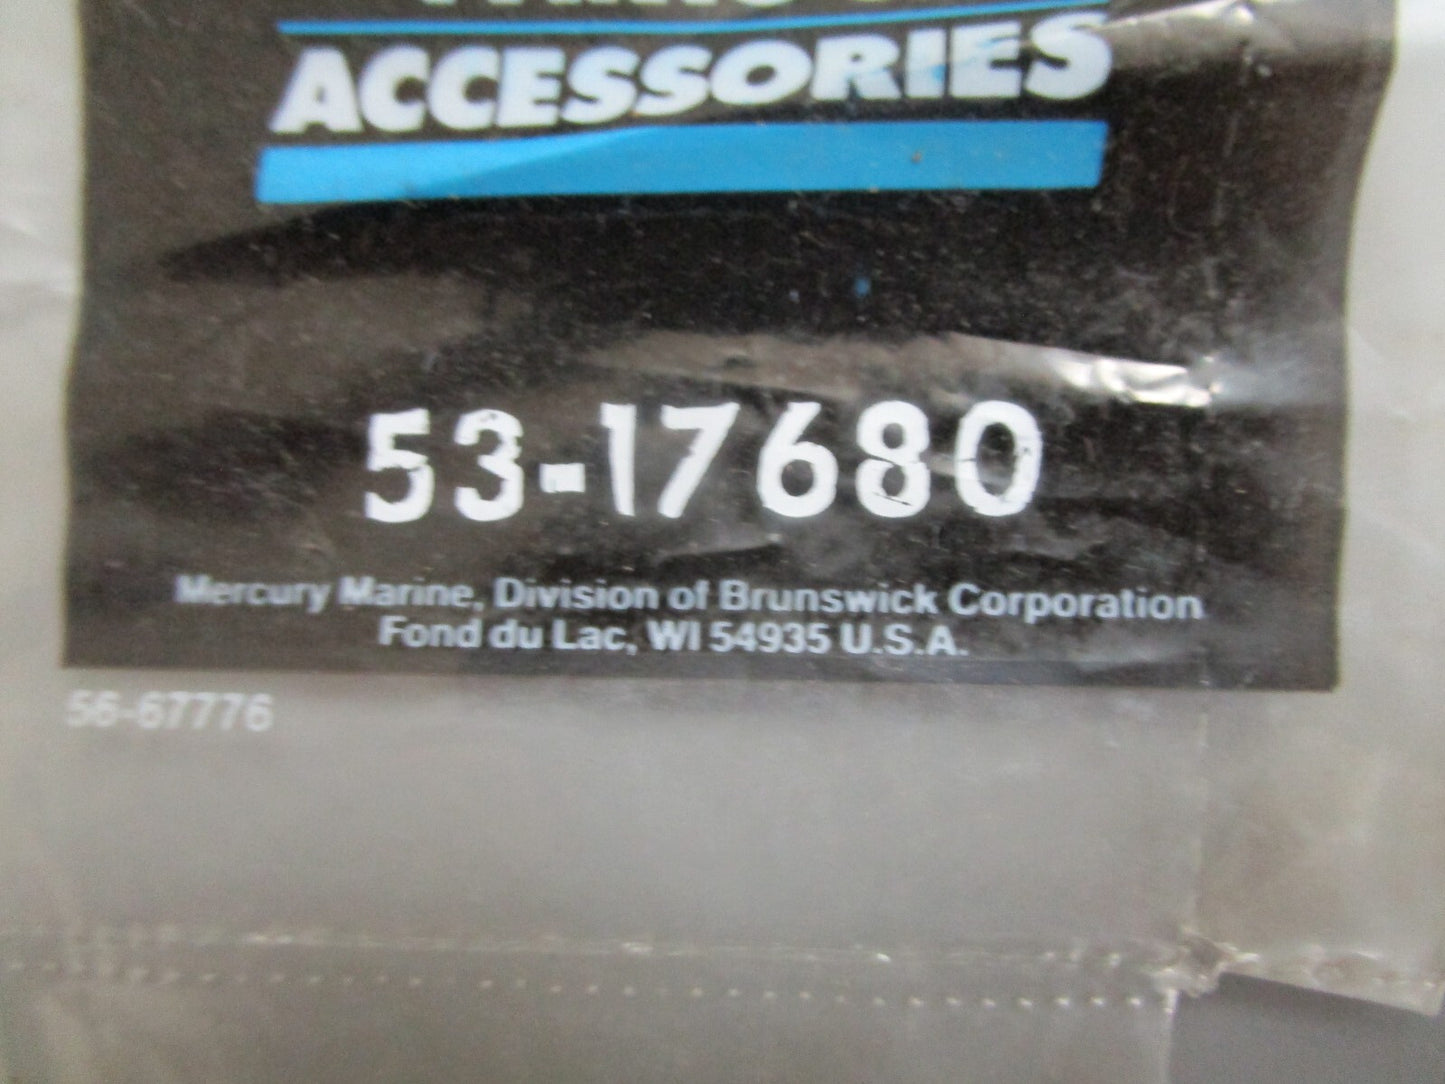 ACCESSORIES
53-17680
Mercury Marine, Division of Brunswick Corporation
Fond du Lac, WI 54935 U.S.A.
56-67776